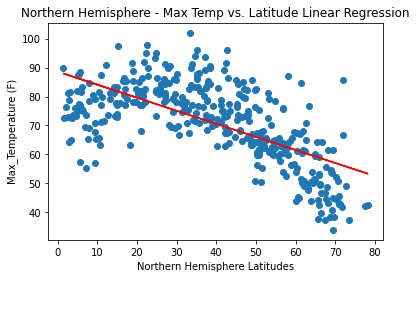 Northern Hemisphere - Max Temp vs. Latitude Linear Regression
100
90
80
70
60
50
40
Max_Temperature (F)
0 10 20 30 40 50 60 70 80
Northern Hemisphere Latitudes